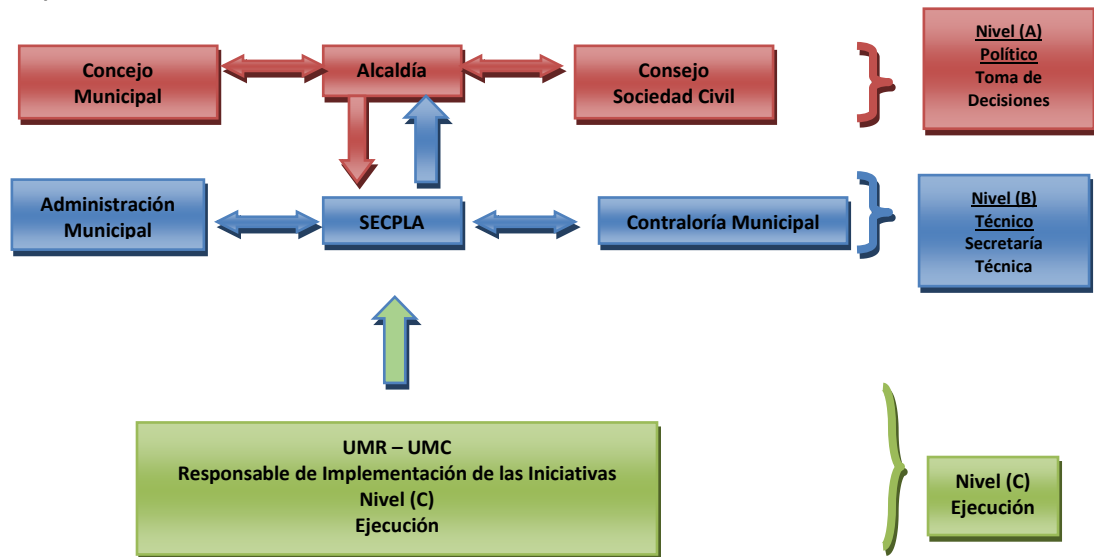 Concejo
Municipal
Alcaldía
Consejo
Sociedad Civil
Nivel (A)
Político
Toma de
Decisiones
Administración
Municipal
SECPLA
Contraloría Municipal
Nivel (B)
Técnico
Secretaría
Técnica
UMR – UMC
Responsable de Implementación de las Iniciativas
Nivel (C)
Ejecución
Nivel (C)
Ejecución